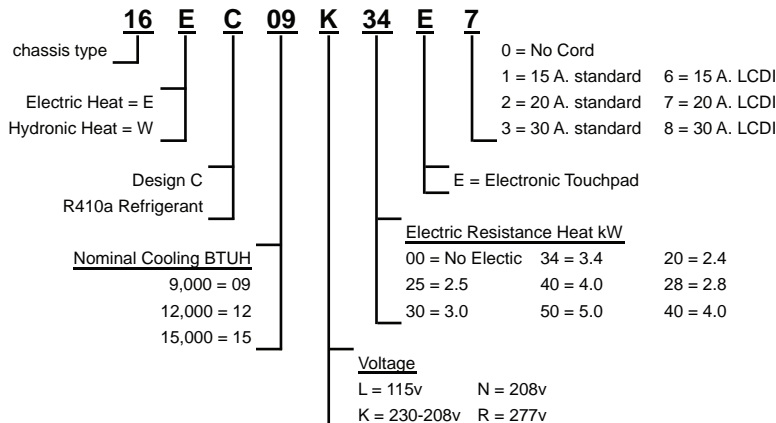 16 E C 09 K 34 E 7
chassis type
0 = No Cord
1 = 15 A. standard 6 = 15 A. LCDI
2 = 20 A. standard 7 = 20 A. LCDI
3 = 30 A. standard 8 = 30 A. LCDI
Electric Heat = E
Hydronic Heat = W
Design C
R410a Refrigerant
E = Electronic Touchpad
Electric Resistance Heat kW
00 = No Electic 34 = 3.4 20 = 2.4
25 = 2.5 40 = 4.0 28 = 2.8
30 = 3.0 50 = 5.0 40 = 4.0
Nominal Cooling BTUH
9,000 = 09
12,000 = 12
15,000 = 15
Voltage
L = 115v N = 208v
K = 230-208v R = 277v